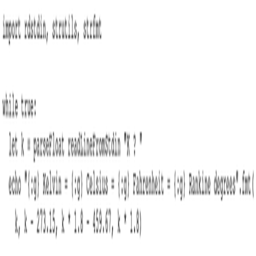 import rdstdin, strutils, strfmt
while true:
let k = parseFloat readLineFromStdin "K ? "
echo "{:g} Kelvin = {:g} Celsius = {:g} Fahrenheit = {:g} Rankine degrees".fmt(
k, k - 273.15, k * 1.8 - 459.67, k * 1.8)